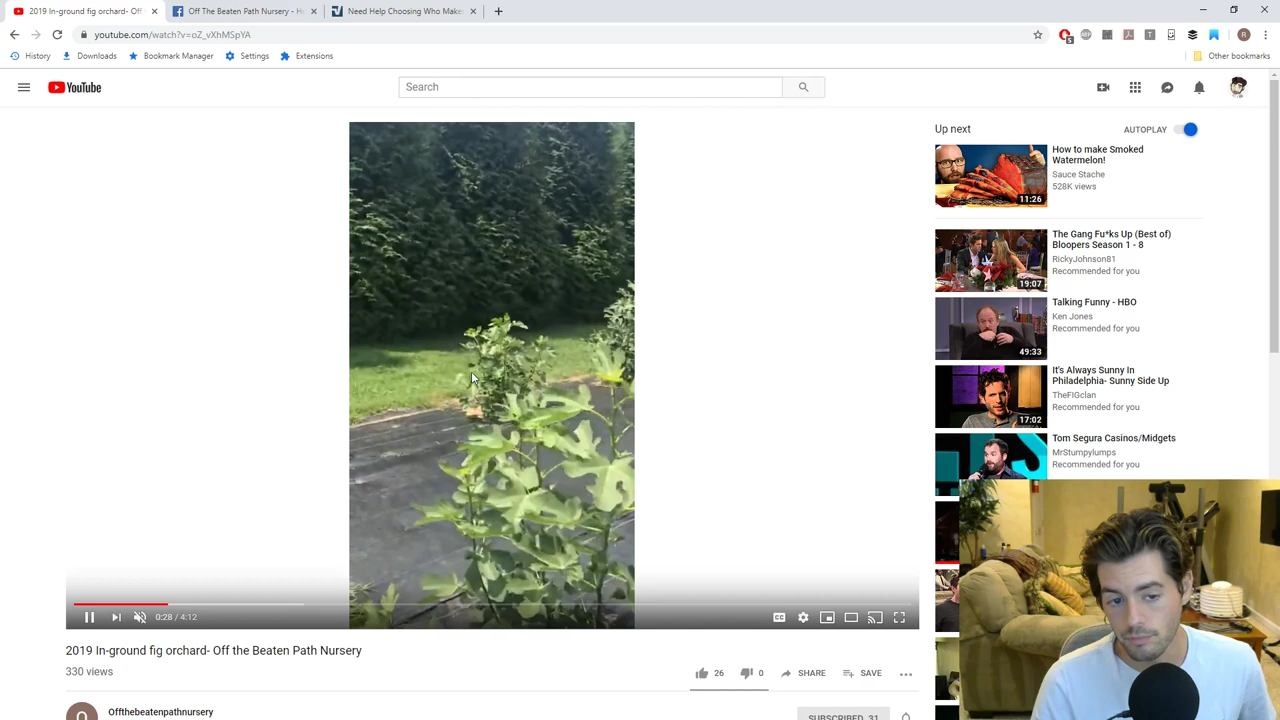 2019 In-ground fig orchard- Off t
Off The Beaten Path Nursery - H
Need Help Choosing Who Make
youtube.com/watch?v=oZ_vXhMSpYA
5
R
History
Downloads
Bookmark Manager
Settings
Extensions
Other bookmarks
YouTube
Search
Up next
AUTOPLAY
How to make Smoked
Watermelon!
Sauce Stache
528K views
11:26
The Gang Fu*ks Up (Best of)
Bloopers Season 1 - 8
RickyJohnson81
Recommended for you
19:07
Talking Funny - HBO
Ken Jones
Recommended for you
49:33
It's Always Sunny In
Philadelphia- Sunny Side Up
TheFIGclan
Recommended for you
17:02
Tom Segura Casinos/Midgets
MrStumpylumps
Recommended for you
0:28 / 4:12
CC
2019 In-ground fig orchard- Off the Beaten Path Nursery
330 views
26
0
SHARE
SAVE
O
Offthebeatenpathnursery
SUBSCRIBED 31